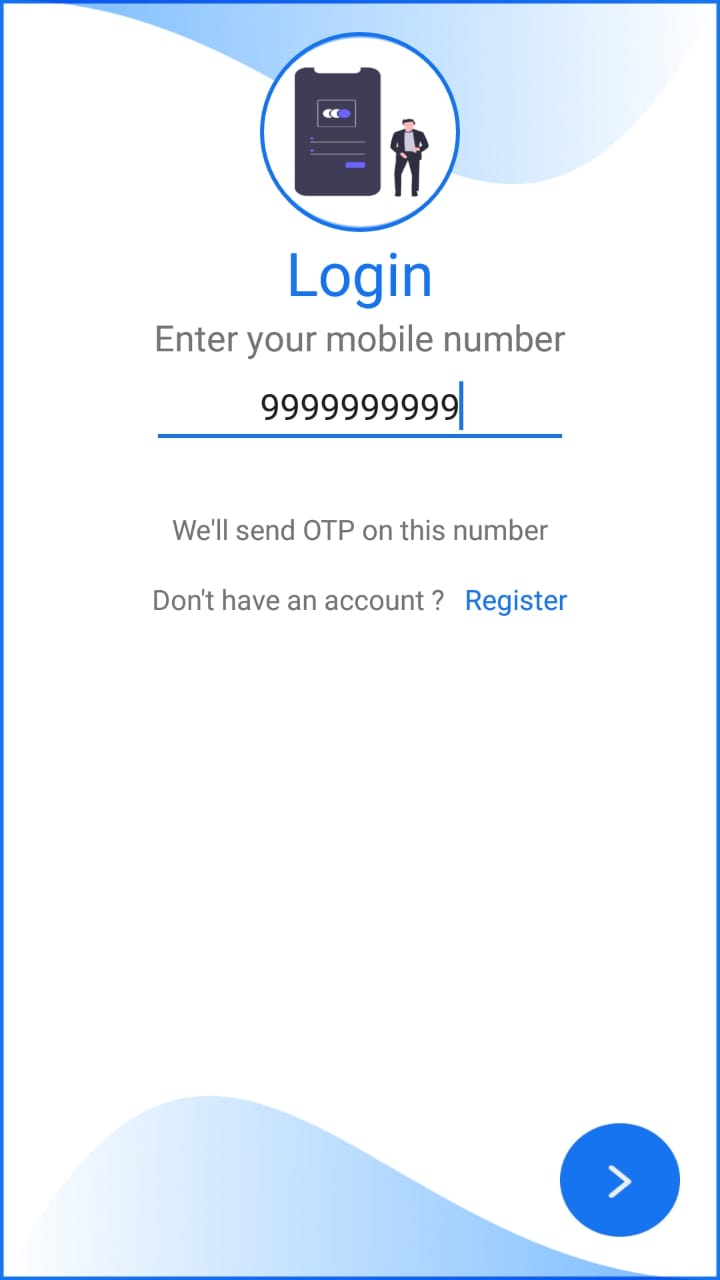 Login
Enter your mobile number
9999999999
We'll send OTP on this number
Don't have an account ? Register